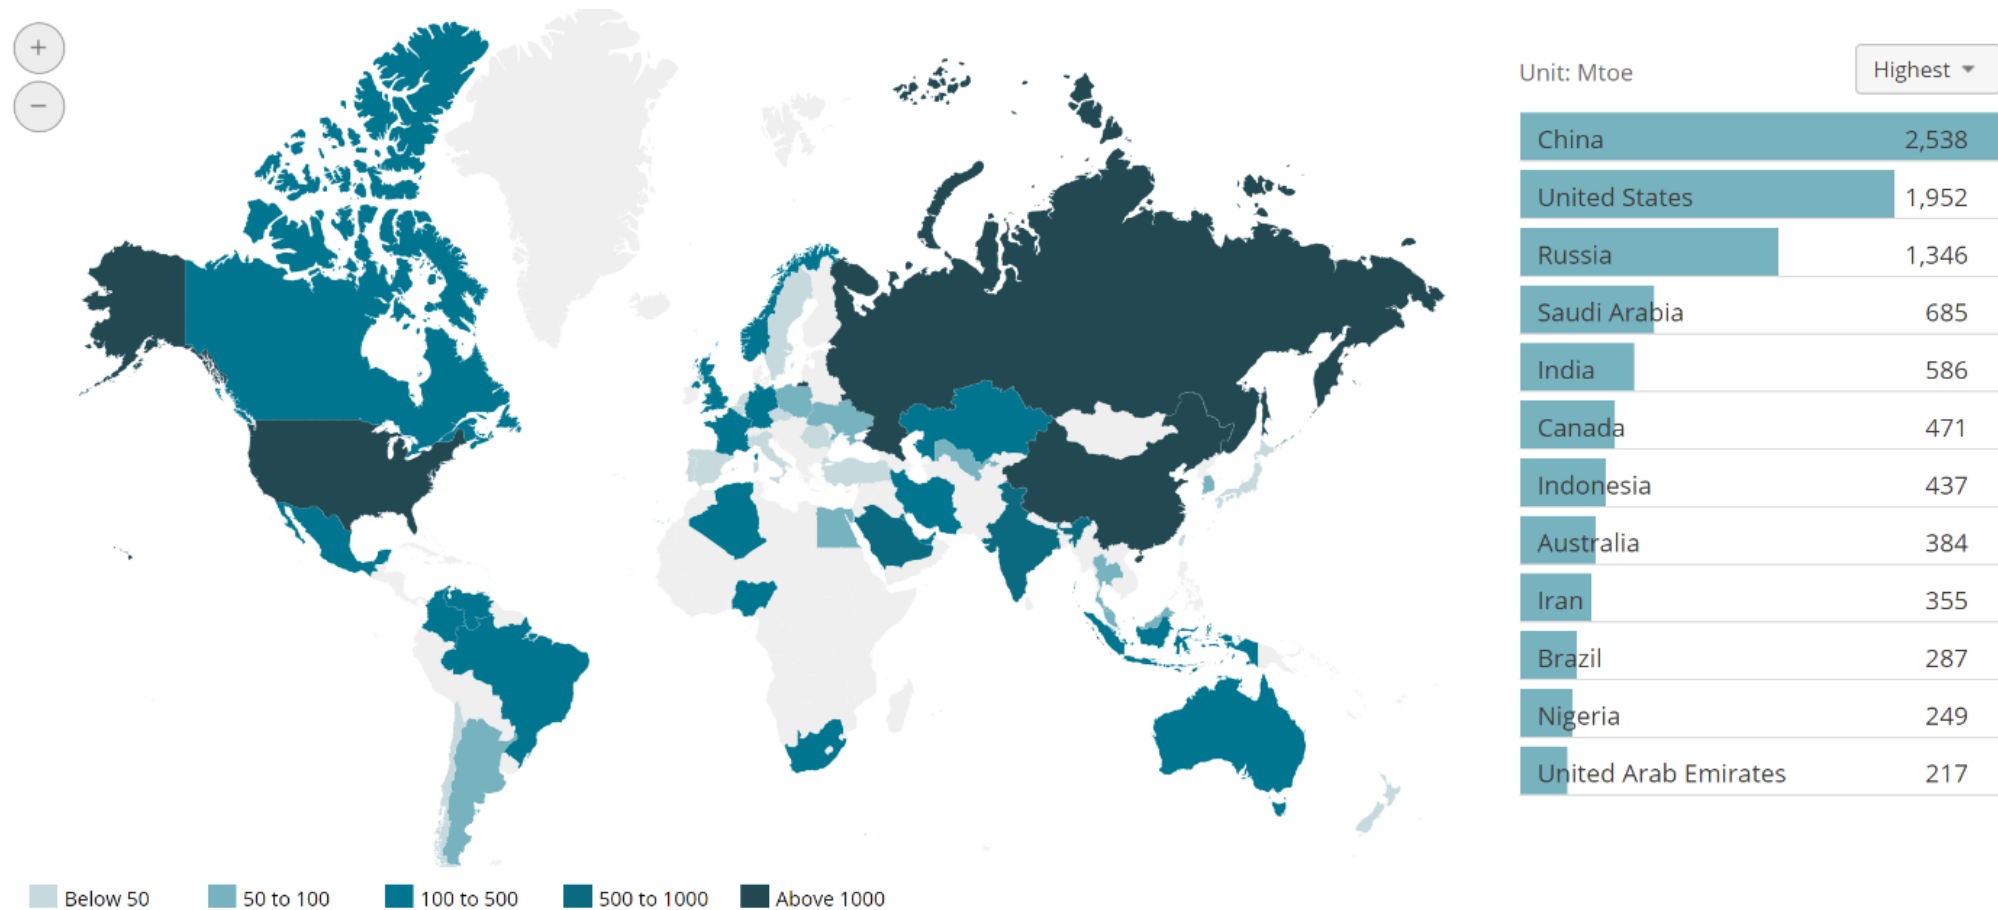 +
−
Unit: Mtoe
Highest
China 2,538
United States 1,952
Russia 1,346
Saudi Arabia 685
India 586
Canada 471
Indonesia 437
Australia 384
Iran 355
Brazil 287
Nigeria 249
United Arab Emirates 217
Below 50 50 to 100 100 to 500 500 to 1000 Above 1000